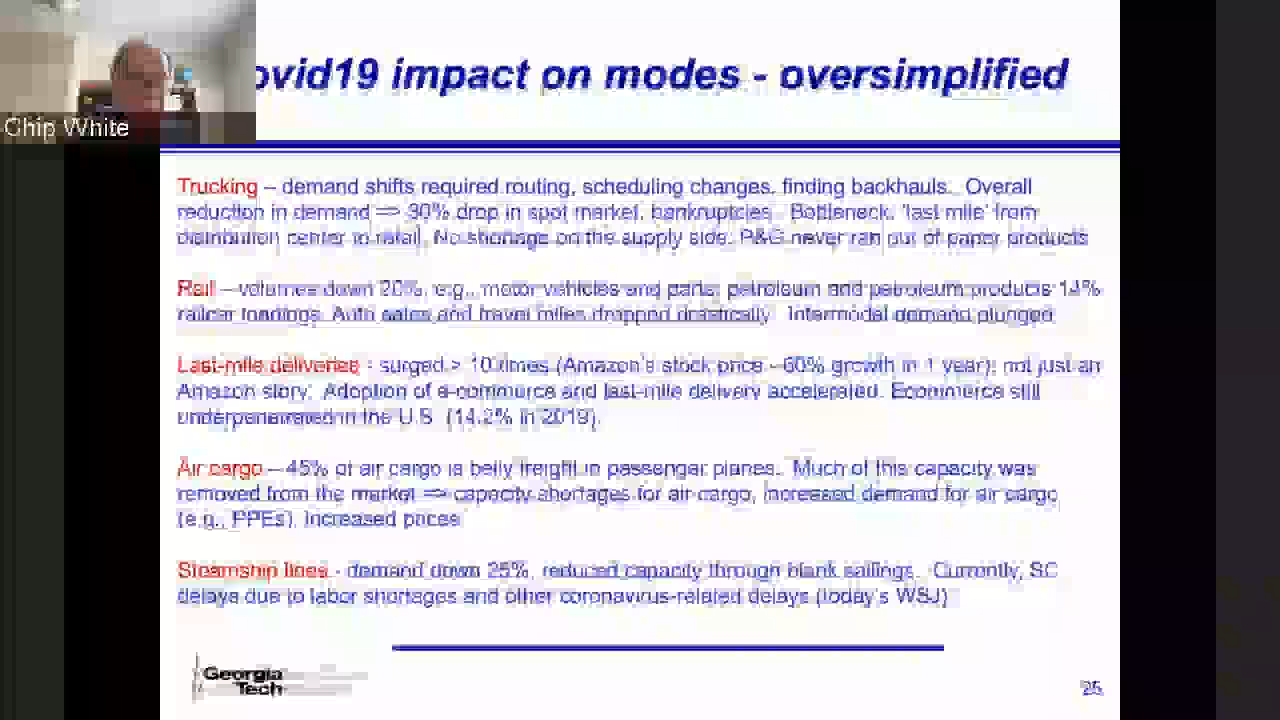 ovid19 impact on modes - oversimplified
Chip White
Trucking – demand shifts required routing, scheduling changes, finding backhauls. Overall
reduction in demand => 30% drop in spot market, bankruptcies. Bottleneck, 'last mile' from
distribution center to retail. No shortage on the supply side: P&G never ran out of paper products
Rail – volumes down 20%, e.g., motor vehicles and parts; petroleum and petroleum products 14%
railcar loadings. Auto sales and travel miles dropped drastically. Intermodal demand plunged
Last-mile deliveries - surged > 10 times (Amazon's stock price ~60% growth in 1 year); not just an
Amazon story. Adoption of e-commerce and last-mile delivery accelerated. Ecommerce still
underpenetrated in the U.S. (14.2% in 2019).
Air cargo – 45% of air cargo is belly freight in passenger planes. Much of this capacity was
removed from the market => capacity shortages for air cargo, increased demand for air cargo
(e.g., PPEs), increased prices
Steamship lines - demand down 25%, reduced capacity through blank sailings. Currently, SC
delays due to labor shortages and other coronavirus-related delays (today's WSJ)
Georgia
Tech
25